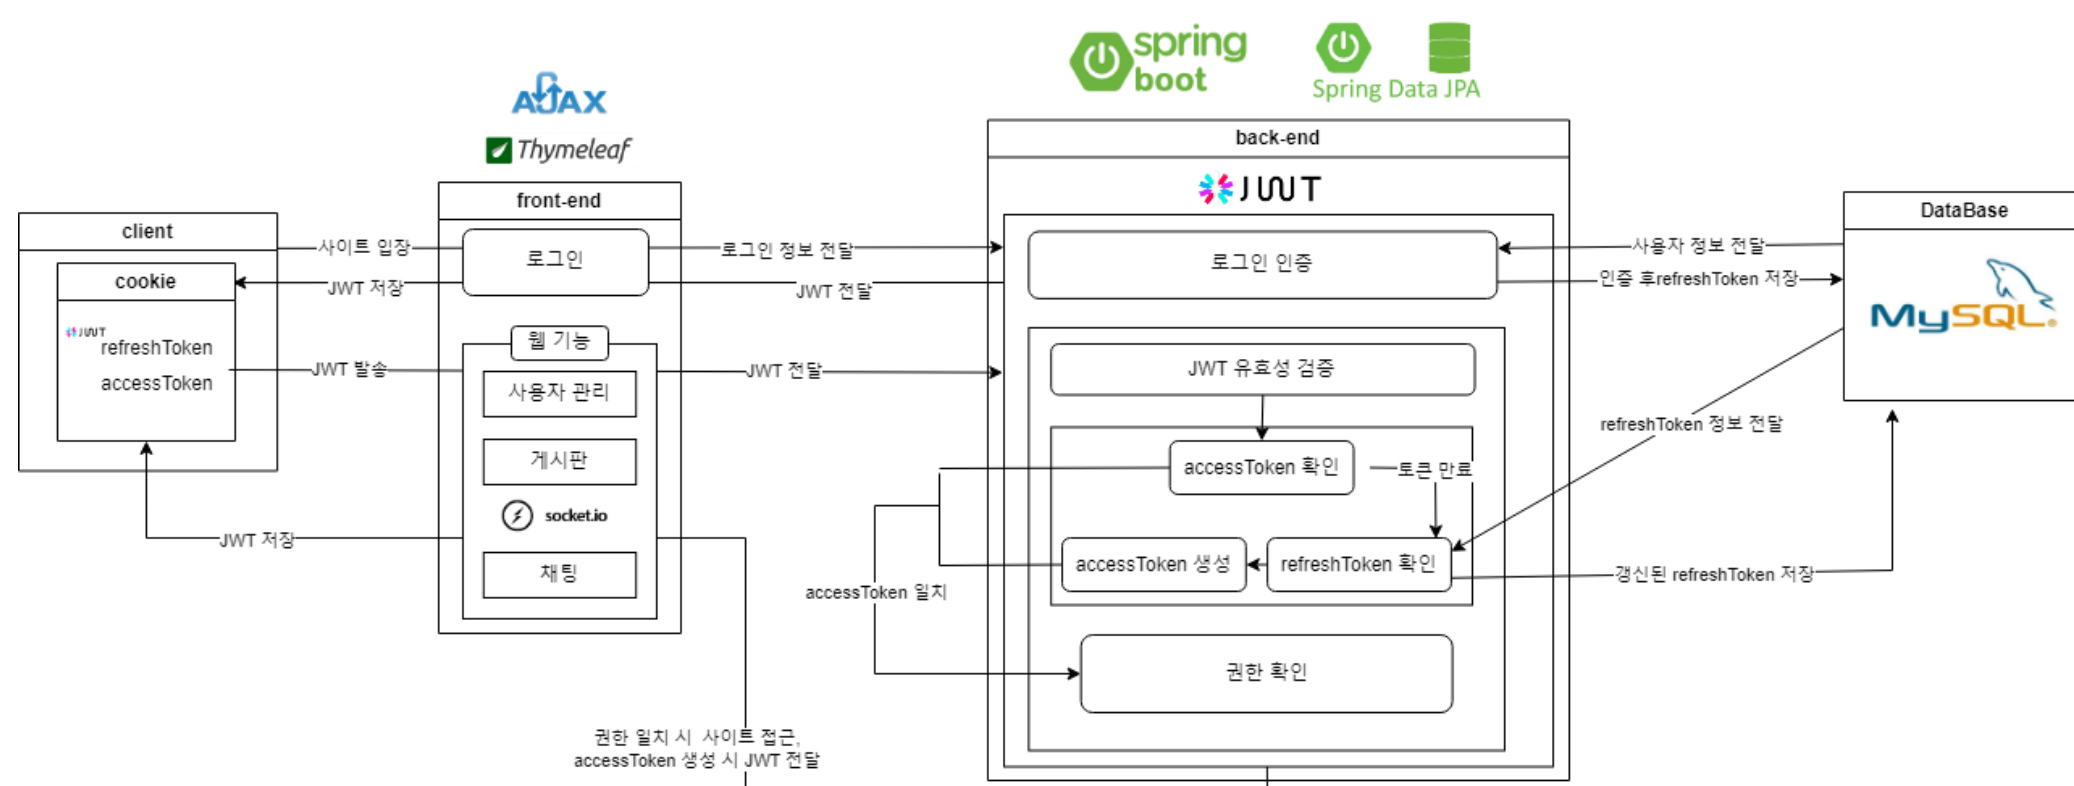 spring
boot
Spring Data JPA
AJAX
Thymeleaf
back-end
JWT
front-end
DataBase
client
사이트 입장
로그인
로그인 정보 전달
로그인 인증
사용자 정보 전달
cookie
JWT 저장
JWT 전달
인증 후refreshToken 저장
MySQL
JWT
refreshToken
accessToken
웹 기능
JWT 발송
JWT 전달
JWT 유효성 검증
사용자 관리
refreshToken 정보 전달
게시판
accessToken 확인
토큰 만료
socket.io
JWT 저장
채팅
accessToken 생성
refreshToken 확인
갱신된 refreshToken 저장
accessToken 일치
권한 확인
권한 일치 시 사이트 접근,
accessToken 생성 시 JWT 전달